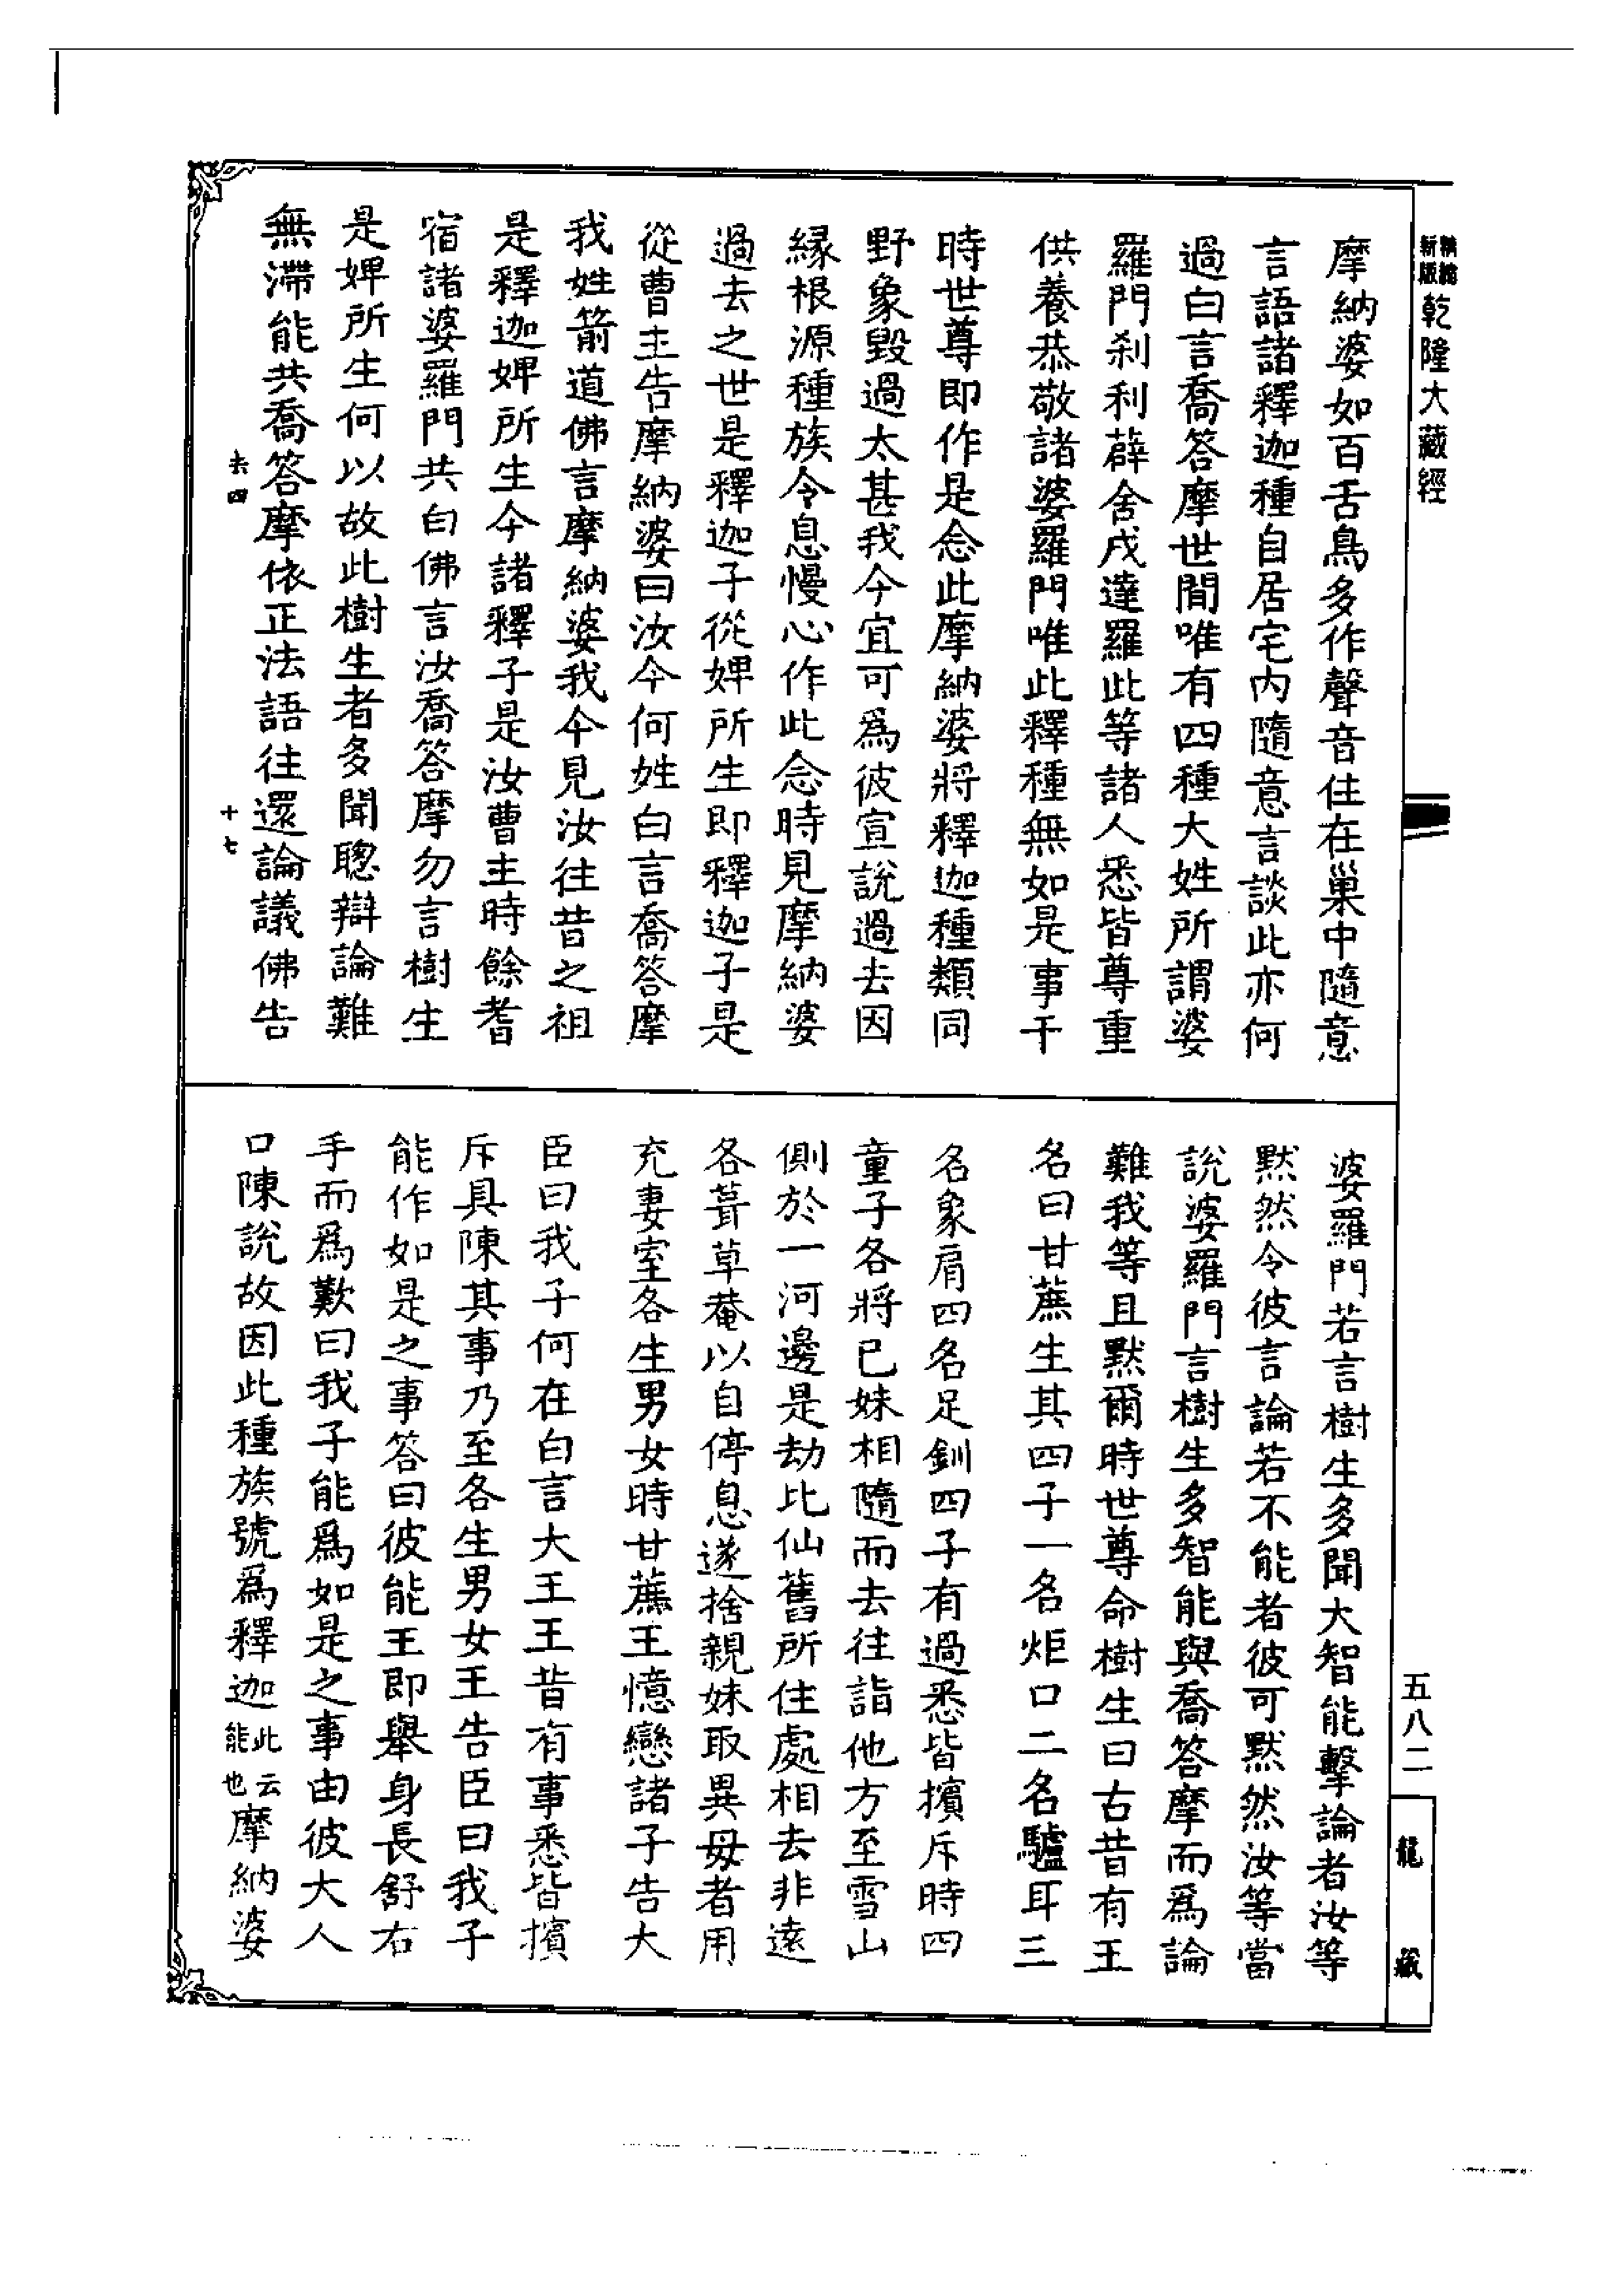 新版
精縮
乾隆大藏經
摩納婆如百舌鳥多作聲音住在巢中隨意
言語諸釋迦種自居宅內隨意言談此亦何
過白言喬答摩世間唯有四種大姓所謂婆
羅門剎利薜舍戍達羅此等諸人悉皆尊重
供養恭敬諸婆羅門唯此釋種無如是事干
時世尊即作是念此摩納婆將釋迦種類同
野象毀過太甚我今宜可爲彼宣說過去因
緣根源種族令息慢心作此念時見摩納婆
過去之世是釋迦子從婢所生即釋迦子是
從曹主告摩納婆曰汝今何姓白言喬答摩
我姓箭道佛言摩納婆我今見汝往昔之祖
是釋迦婢所生今諸釋子是汝曹主時餘耆
宿諸婆羅門共白佛言汝喬答摩勿言樹生
是婢所生何以故此樹生者多聞聰辯論難
無滯能共喬答摩依正法語往還論議佛告
去四
十七
婆羅門若言樹生多聞大智能擊論者汝等
默然令彼言論若不能者彼可默然汝等當
說婆羅門言樹生多智能與喬答摩而爲論
難我等且默爾時世尊命樹生曰古昔有王
名曰甘蔗生其四子一名炬口二名驢耳三
名象肩四名足釧四子有過悉皆擯斥時四
童子各將已妹相隨而去往詣他方至雪山
側於一河邊是劫比仙舊所住處相去非遠
各葺草菴以自停息遂捨親妹取異毋者用
充妻室各生男女時甘蔗王憶戀諸子告大
臣曰我子何在白言大王王昔有事悉皆擯
斥具陳其事乃至各生男女王告臣曰我子
能作如是之事答曰彼能王即舉身長舒右
手而爲歎曰我子能爲如是之事由彼大人
口陳說故因此種族號爲釋迦此云能也摩納婆
五八二
龍藏